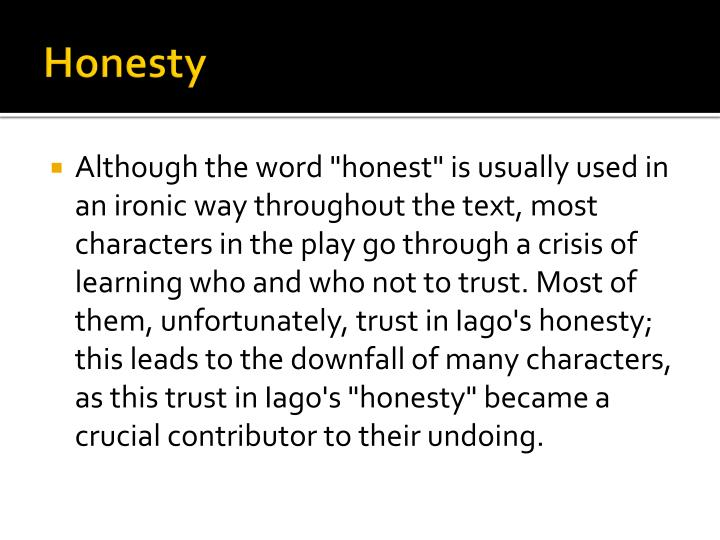 Honesty
Although the word "honest" is usually used in
an ironic way throughout the text, most
characters in the play go through a crisis of
learning who and who not to trust. Most of
them, unfortunately, trust in Iago's honesty;
this leads to the downfall of many characters,
as this trust in Iago's "honesty" became a
crucial contributor to their undoing.